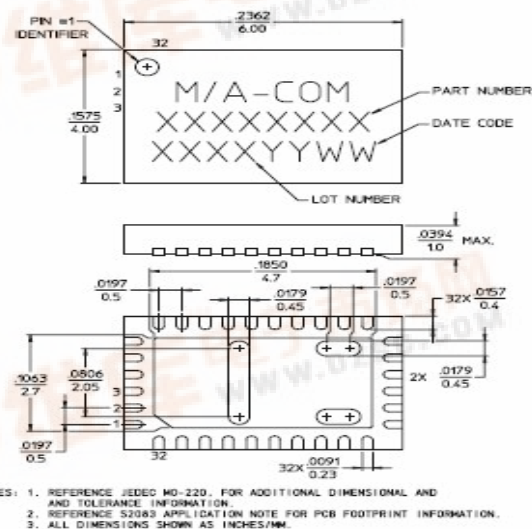 PIN #1
IDENTIFIER
32
.2362
6.00
1
2
3
.1575
4.00
M/A-COM
XXXXXXXX
XXXXYYWW
PART NUMBER
DATE CODE
LOT NUMBER
.0394
1.0
MAX.
.1850
4.7
.0197
0.5
.0179
0.45
.0197
0.5
32X .0157
0.4
.1063
2.7
.0806
2.05
3
2
1
.0197
0.5
2X .0179
0.45
32
32X .0091
0.23
ES: 1. REFERENCE JEDEC MO-220. FOR ADDITIONAL DIMENSIONAL AND
AND TOLERANCE INFORMATION.
2. REFERENCE S2083 APPLICATION NOTE FOR PCB FOOTPRINT INFORMATION.
3. ALL DIMENSIONS SHOWN AS INCHES/MM.